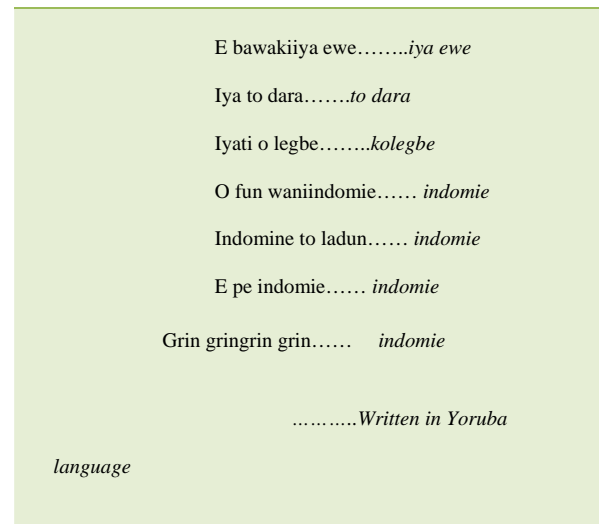 E bawakiiya ewe……..iya ewe
Iya to dara…….to dara
Iyati o legbe……..kolegbe
O fun waniindomie…… indomie
Indomine to ladun…… indomie
E pe indomie…… indomie
Grin gringrin grin…… indomie
………..Written in Yoruba
language